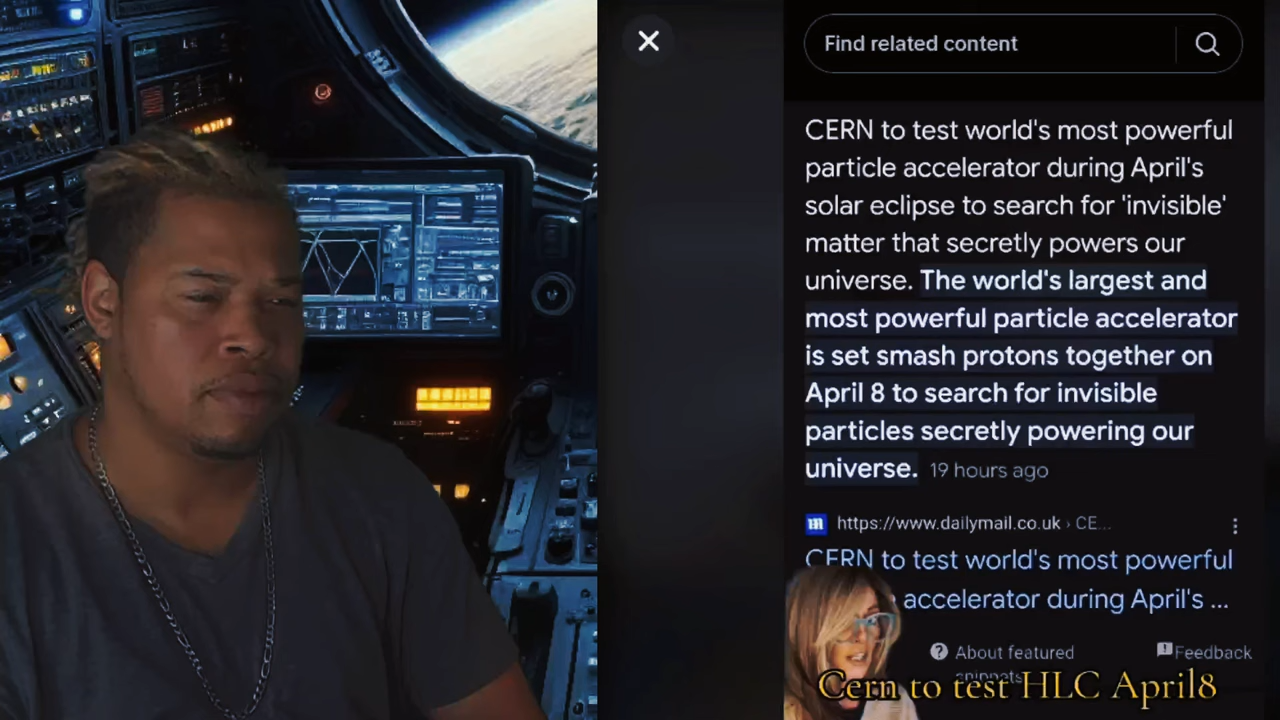 Find related content
CERN to test world's most powerful
particle accelerator during April's
solar eclipse to search for 'invisible'
matter that secretly powers our
universe. The world's largest and
most powerful particle accelerator
is set smash protons together on
April 8 to search for invisible
particles secretly powering our
universe. 19 hours ago
m https://www.dailymail.co.uk › CE...
CERN to test world's most powerful
accelerator during April's ...
About featured
snippets
Feedback
Cern to test HLC April8